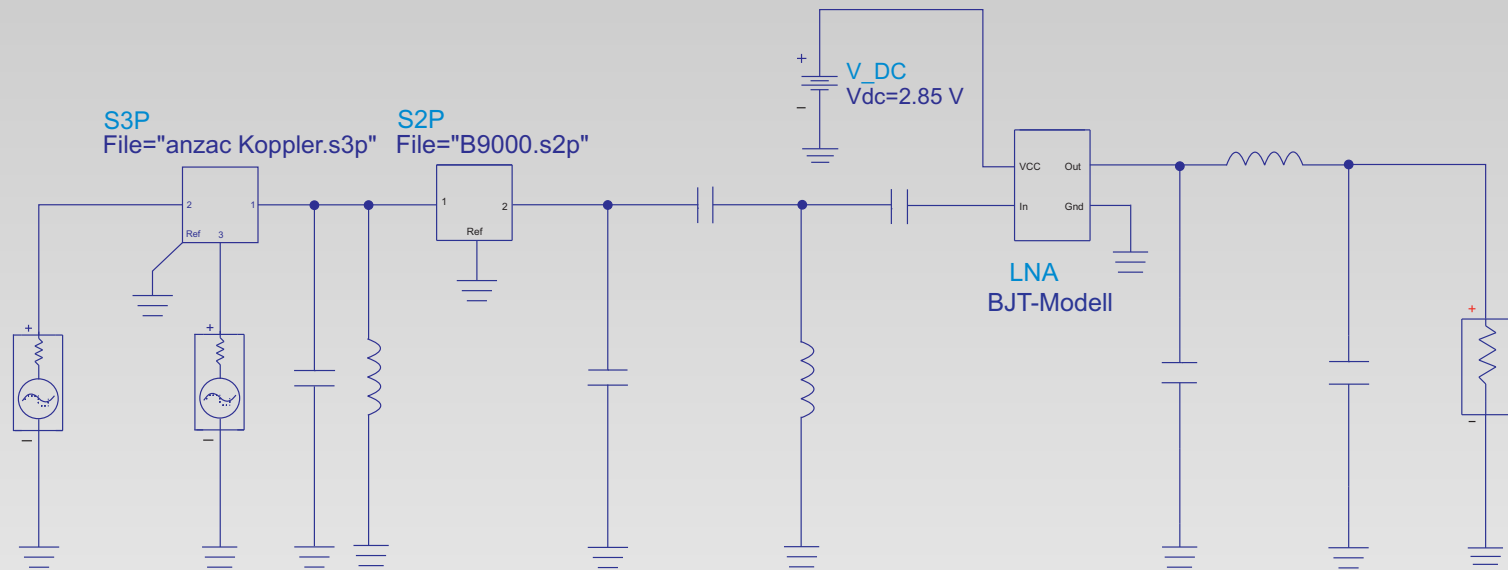 V_DC
Vdc=2.85 V
S3P
File="anzac Koppler.s3p"
S2P
File="B9000.s2p"
2
1
Ref
3
1
2
Ref
VCC
Out
In
Gnd
LNA
BJT-Modell
+
−
+
−
+
−
+
-